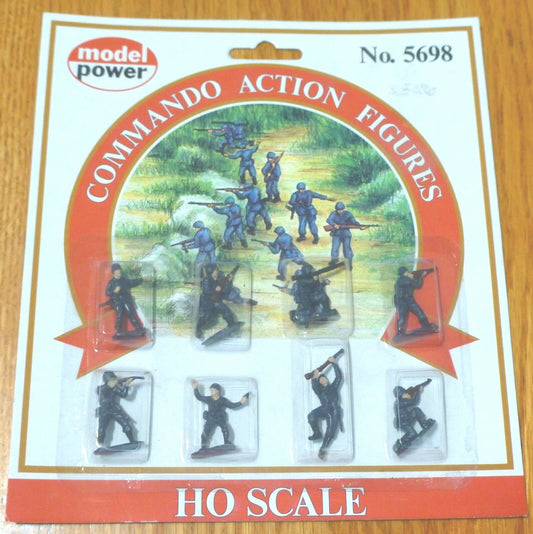 model
power
No. 5698
COMMANDO ACTION FIGURES
HO SCALE